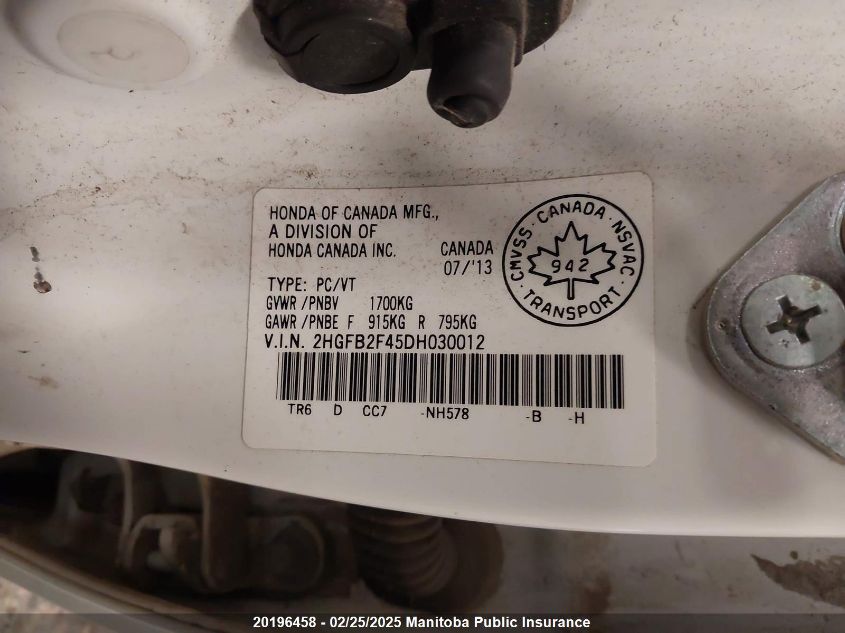 HONDA OF CANADA MFG.,
A DIVISION OF
HONDA CANADA INC. CANADA
07/'13
TYPE: PC/VT
GVWR /PNBV 1700KG
GAWR /PNBE F 915KG R 795KG
V.I.N. 2HGFB2F45DH030012
TR6 D CC7 -NH578 -B -H
CMVSS · CANADA · NSVAC
942
· TRANSPORT ·
20196458 - 02/25/2025 Manitoba Public Insurance